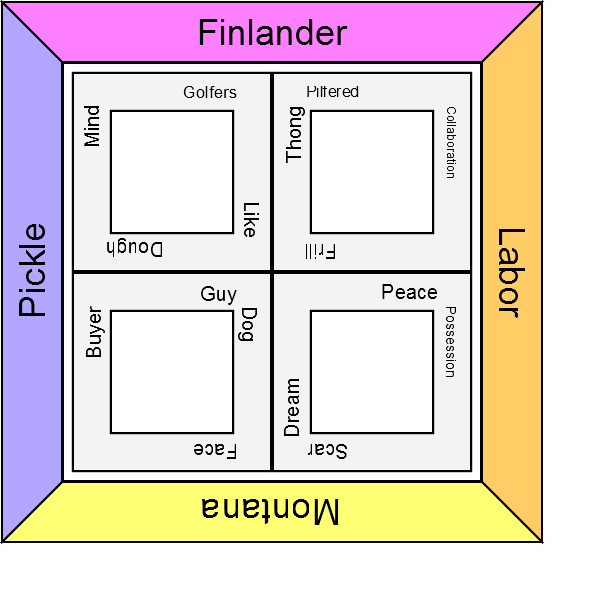 Finlander
Golfers
Pilfered
Mind
Like
Dough
Thong
Collaboration
Frill
Pickle
Labor
Guy
Peace
Buyer
Dog
Face
Dream
Possession
Scar
Montana